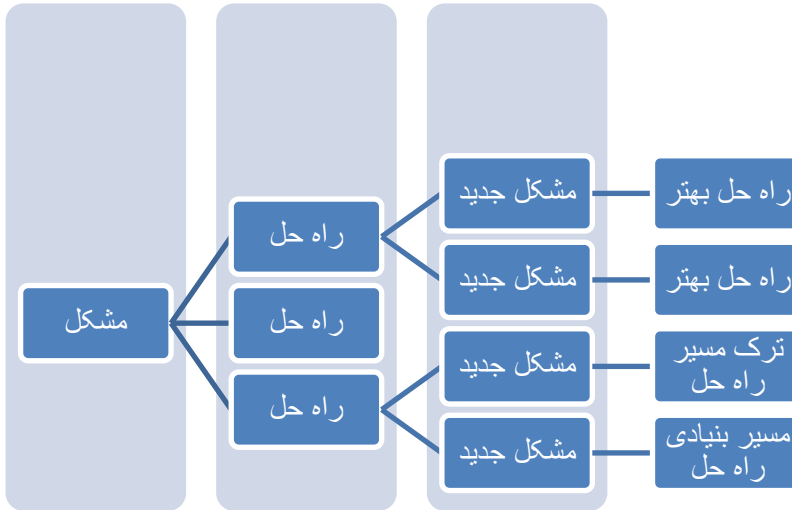 مشکل
راه حل
مشکل جدید
راه حل بهتر
مشکل جدید
راه حل بهتر
راه حل
راه حل
مشکل جدید
ترک مسیر
راه حل
مشکل جدید
مسیر بنیادی
راه حل